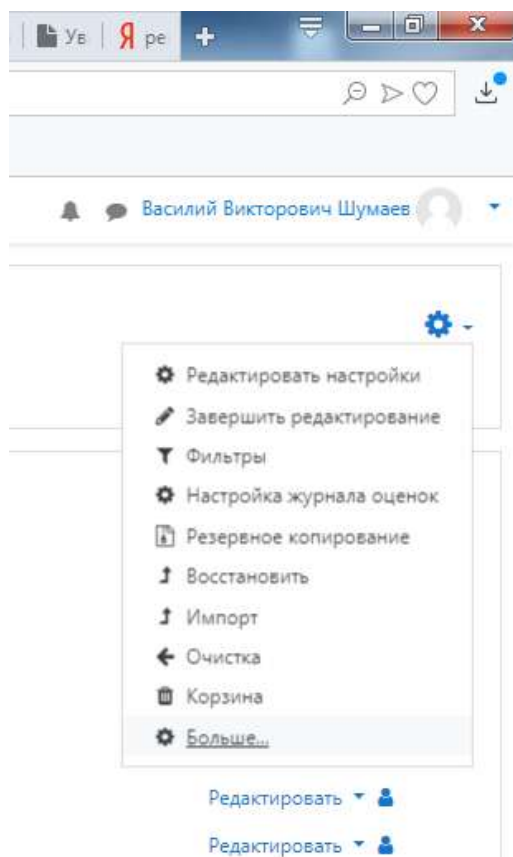 Ув Я ре
Василий Викторович Шумаев
Редактировать настройки
Завершить редактирование
Фильтры
Настройка журнала оценок
Резервное копирование
Восстановить
Импорт
Очистка
Корзина
Больше...
Редактировать
Редактировать